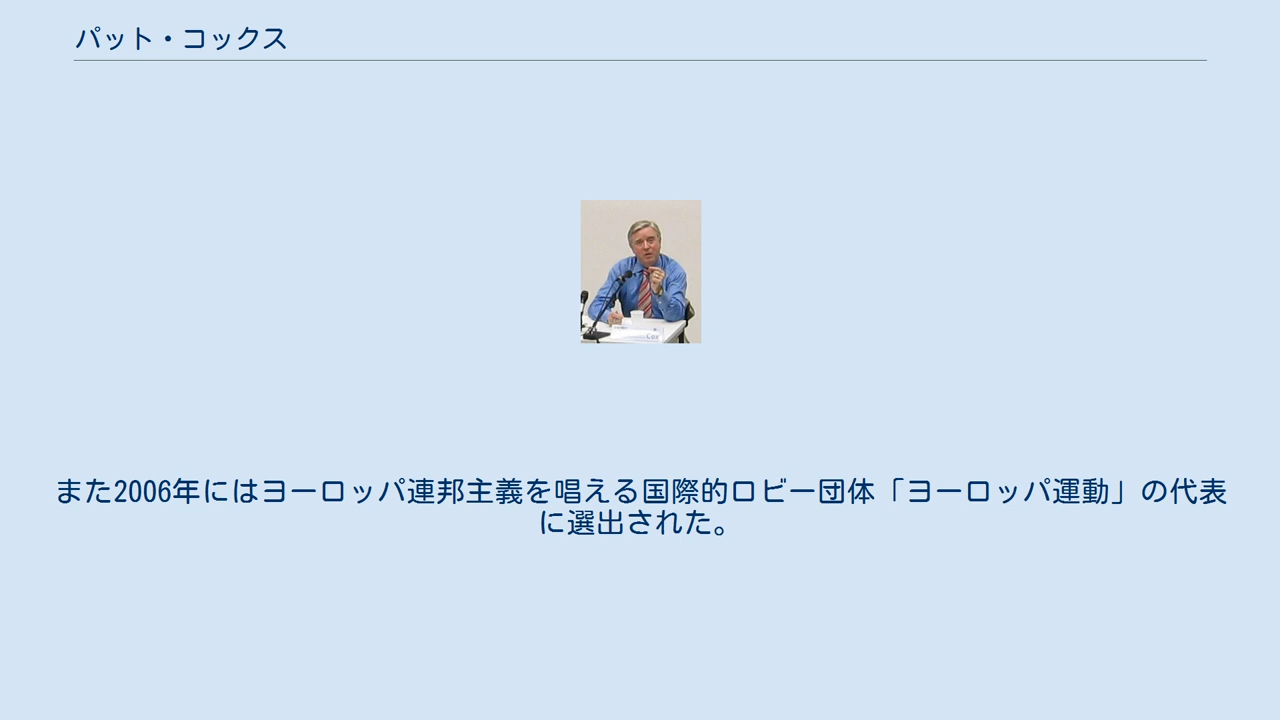 パット・コックス
Cox
また2006年にはヨーロッパ連邦主義を唱える国際的ロビー団体「ヨーロッパ運動」の代表
に選出された。